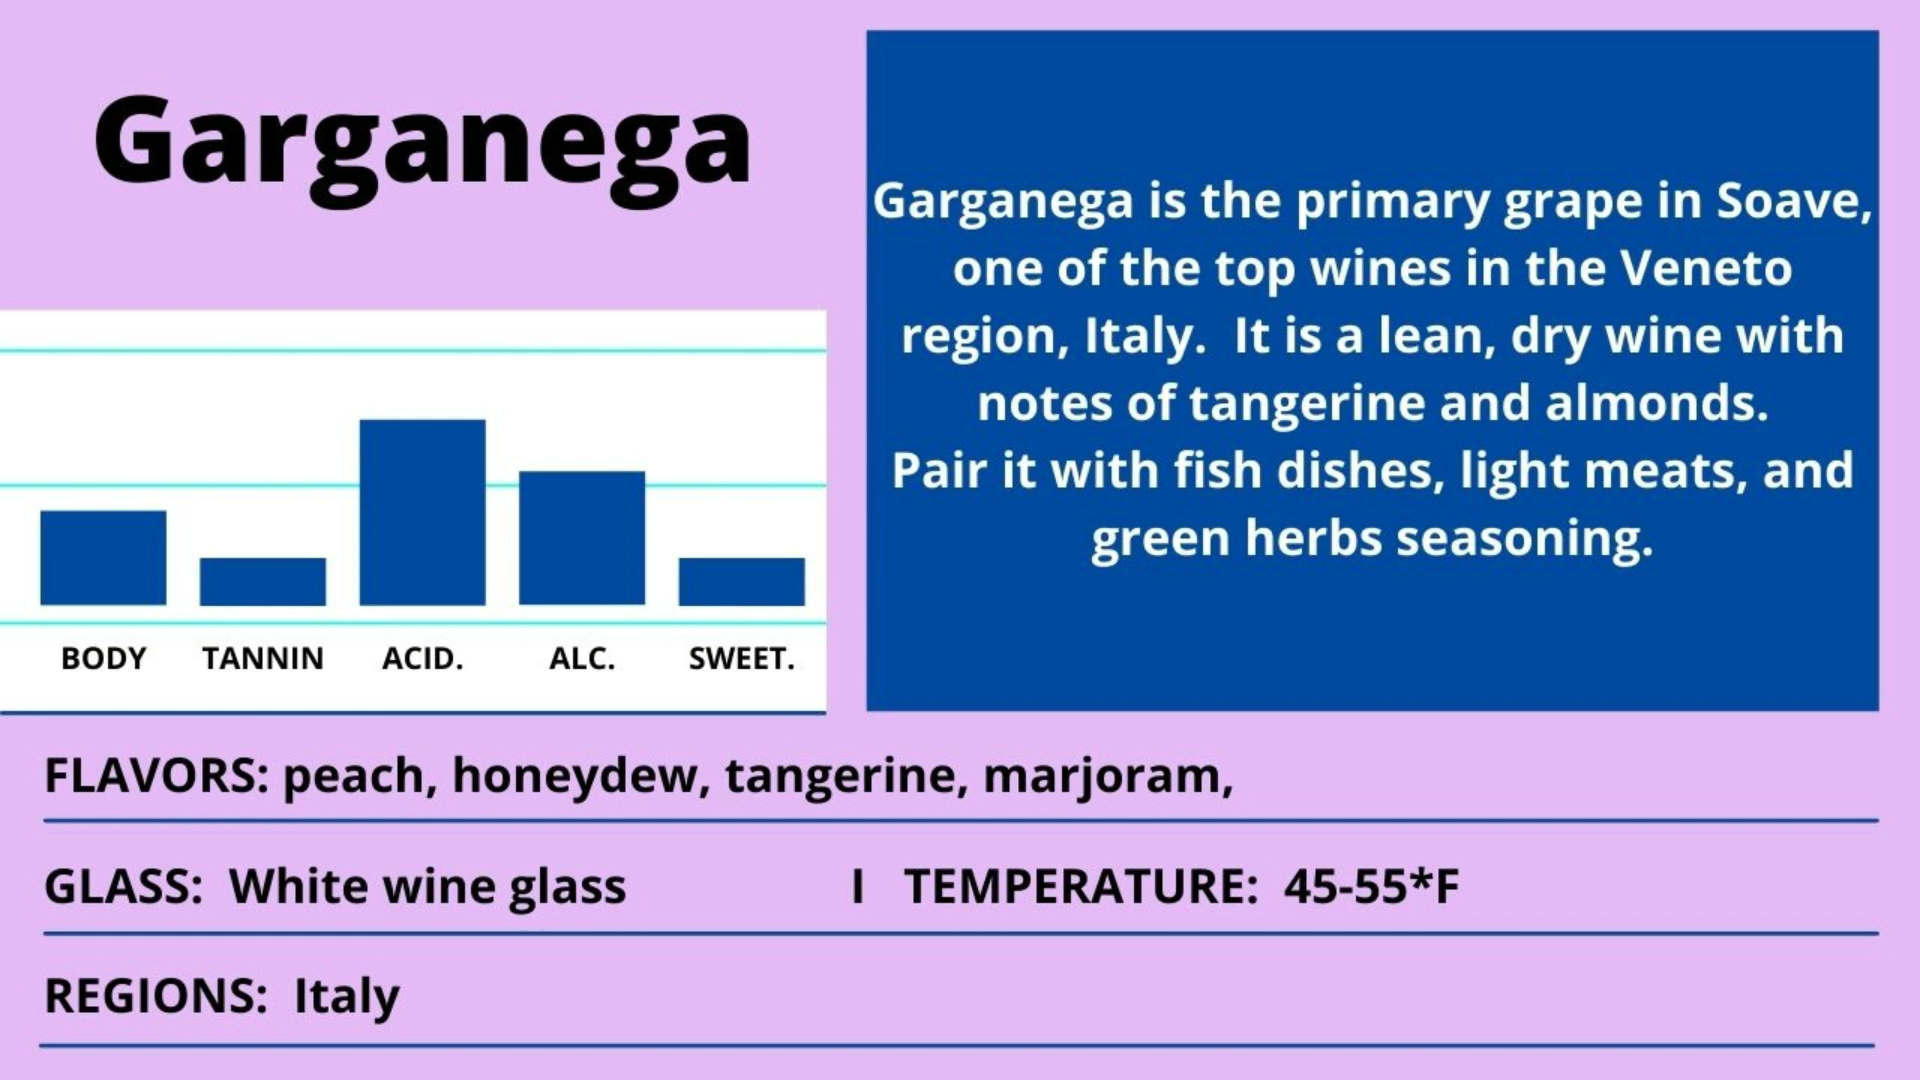 Garganega
Garganega is the primary grape in Soave,
one of the top wines in the Veneto
region, Italy.  It is a lean, dry wine with
notes of tangerine and almonds.
Pair it with fish dishes, light meats, and
green herbs seasoning.
BODY TANNIN ACID. ALC. SWEET.
FLAVORS: peach, honeydew, tangerine, marjoram,
GLASS:  White wine glass I TEMPERATURE:  45-55*F
REGIONS:  Italy